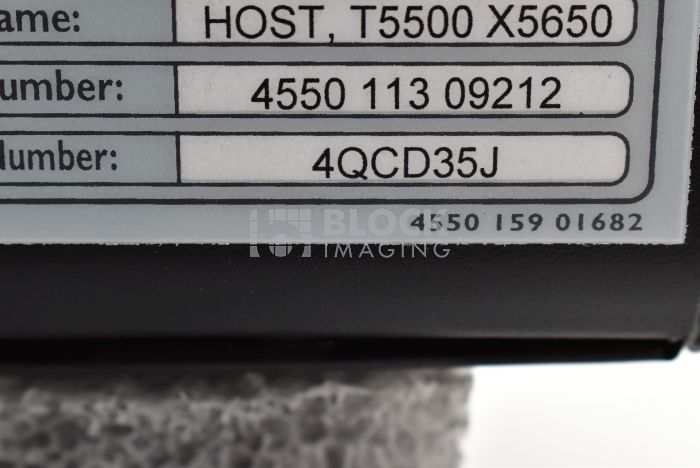 ame: HOST, T5500 X5650
umber: 4550 113 09212
Number: 4QCD35J
4550 159 01682
BLOCK
IMAGING